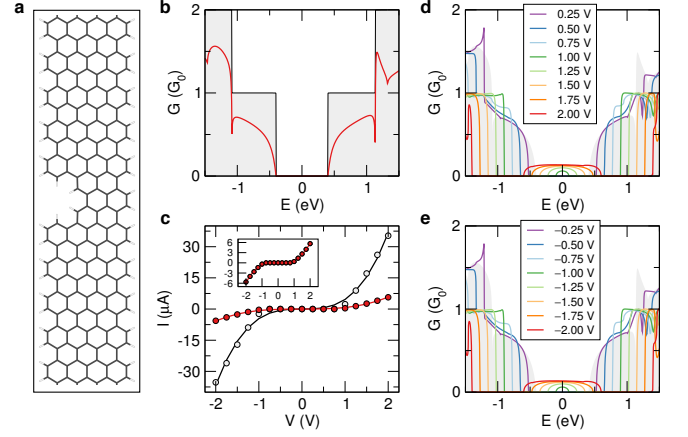 a
b
G (G0)
2
1.5
1
0.5
0
-1
0
1
E (eV)
c
I (µA)
30
15
0
-15
-30
6
3
0
-3
-6
-2
-1
0
1
2
-2
-1
0
1
2
V (V)
d
G (G0)
2
1
0
0.25 V
0.50 V
0.75 V
1.00 V
1.25 V
1.50 V
1.75 V
2.00 V
-1
0
1
E (eV)
e
G (G0)
2
1
0
−0.25 V
−0.50 V
−0.75 V
−1.00 V
−1.25 V
−1.50 V
−1.75 V
−2.00 V
-1
0
1
E (eV)